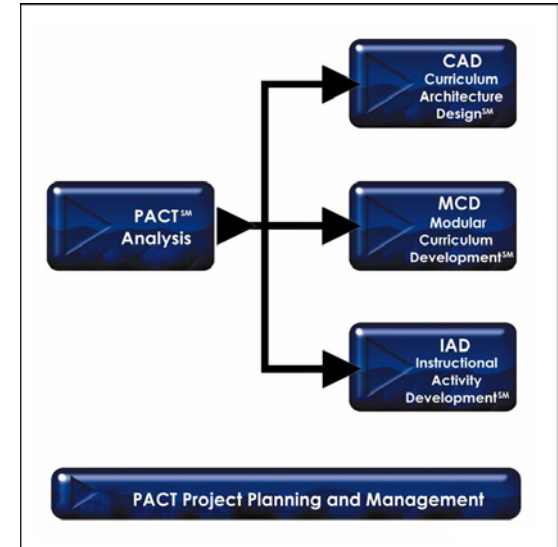 CAD
Curriculum
Architecture
Design℠
PACT℠
Analysis
MCD
Modular
Curriculum
Development℠
IAD
Instructional
Activity
Development℠
PACT Project Planning and Management